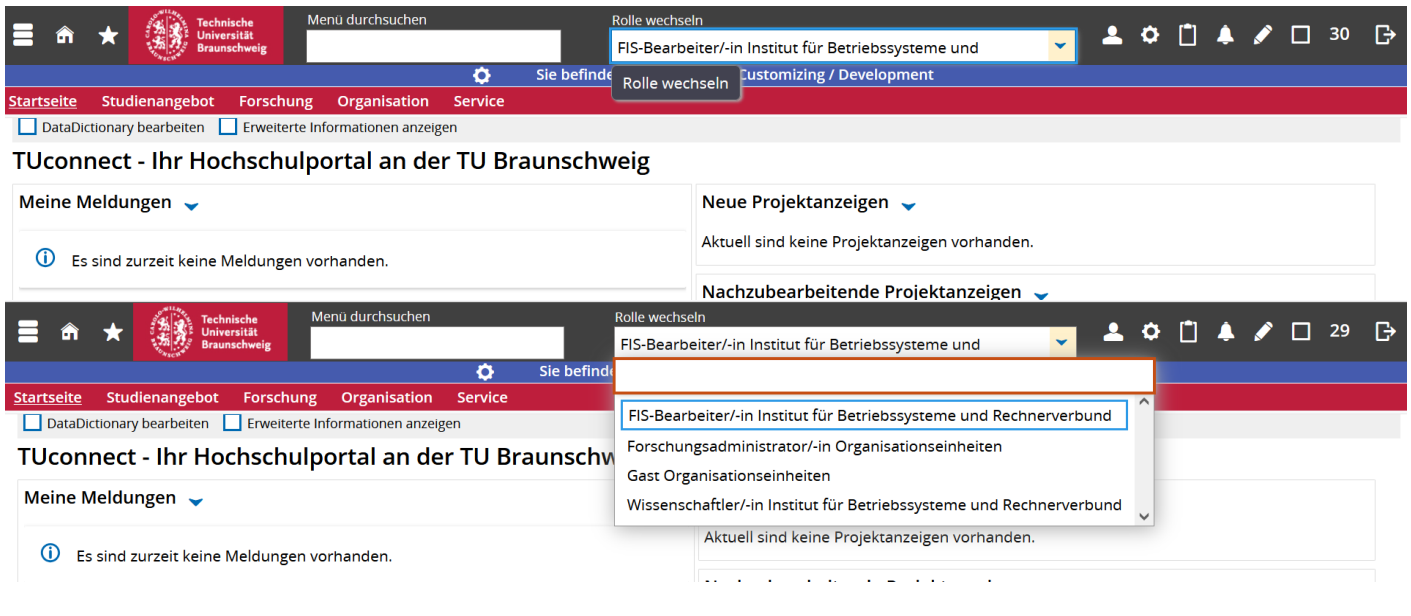 Technische
Universität
Braunschweig
Menü durchsuchen
Rolle wechseln
FIS-Bearbeiter/-in Institut für Betriebssysteme und
30
Sie befinde
Customizing / Development
Rolle wechseln
Startseite Studienangebot Forschung Organisation Service
DataDictionary bearbeiten Erweiterte Informationen anzeigen
TUconnect - Ihr Hochschulportal an der TU Braunschweig
Meine Meldungen
Es sind zurzeit keine Meldungen vorhanden.
Neue Projektanzeigen
Aktuell sind keine Projektanzeigen vorhanden.
Nachzubearbeitende Projektanzeigen
Technische
Universität
Braunschweig
Menü durchsuchen
Rolle wechseln
FIS-Bearbeiter/-in Institut für Betriebssysteme und
29
Sie befinde
Startseite Studienangebot Forschung Organisation Service
FIS-Bearbeiter/-in Institut für Betriebssysteme und Rechnerverbund
Forschungsadministrator/-in Organisationseinheiten
Gast Organisationseinheiten
Wissenschaftler/-in Institut für Betriebssysteme und Rechnerverbund
DataDictionary bearbeiten Erweiterte Informationen anzeigen
TUconnect - Ihr Hochschulportal an der TU Braunschw
Meine Meldungen
Es sind zurzeit keine Meldungen vorhanden.
Aktuell sind keine Projektanzeigen vorhanden.